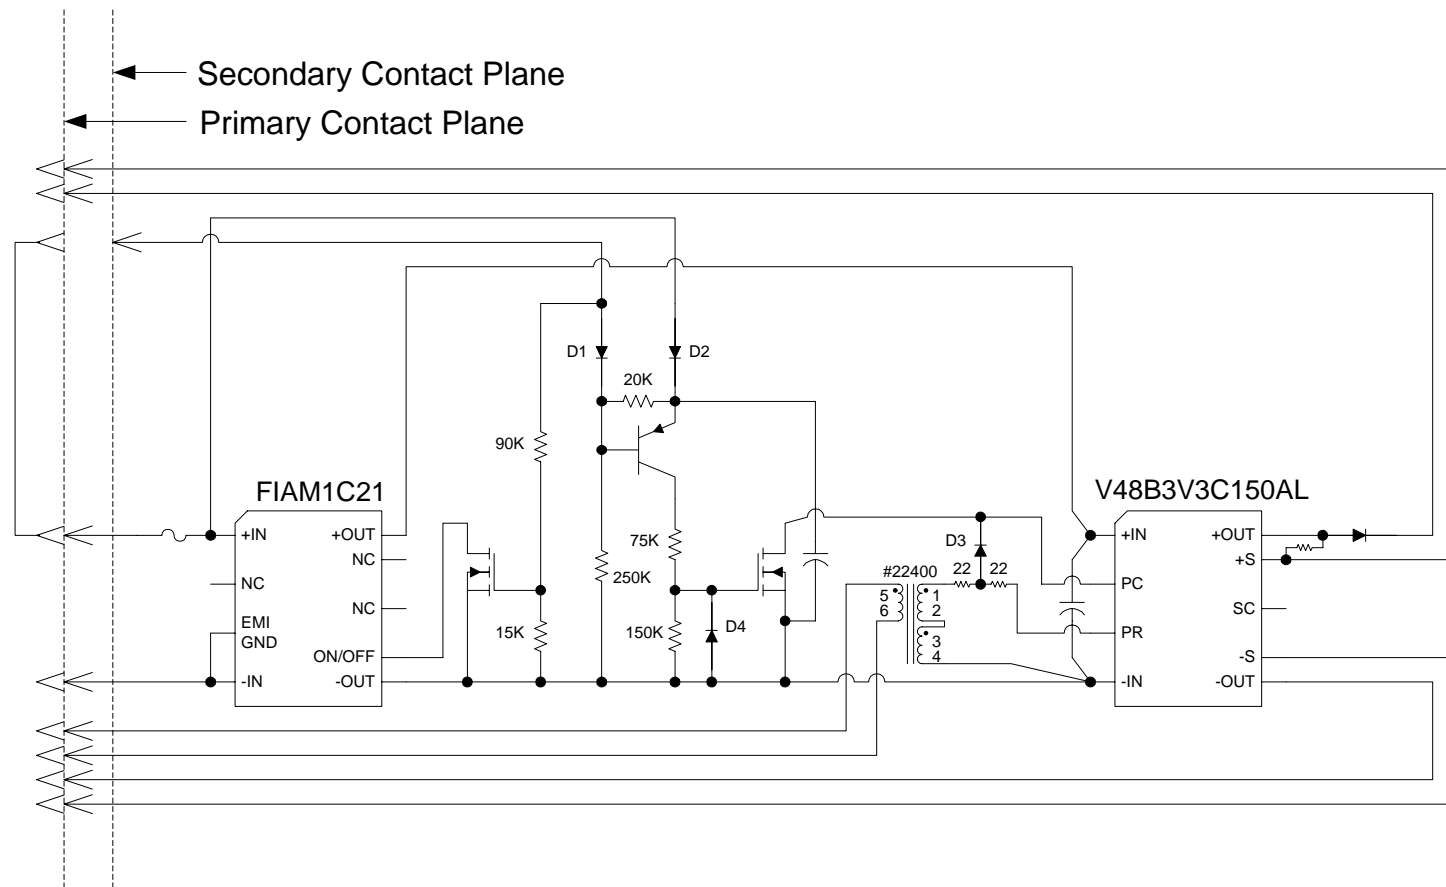 Secondary Contact Plane
Primary Contact Plane
D1
D2
20K
90K
FIAM1C21
V48B3V3C150AL
+IN
+OUT
NC
NC
NC
EMI
GND
ON/OFF
-IN
-OUT
15K
250K
75K
150K
D4
D3
#22400
22
22
5
6
1
2
3
4
+IN
+OUT
+S
PC
SC
PR
-S
-IN
-OUT